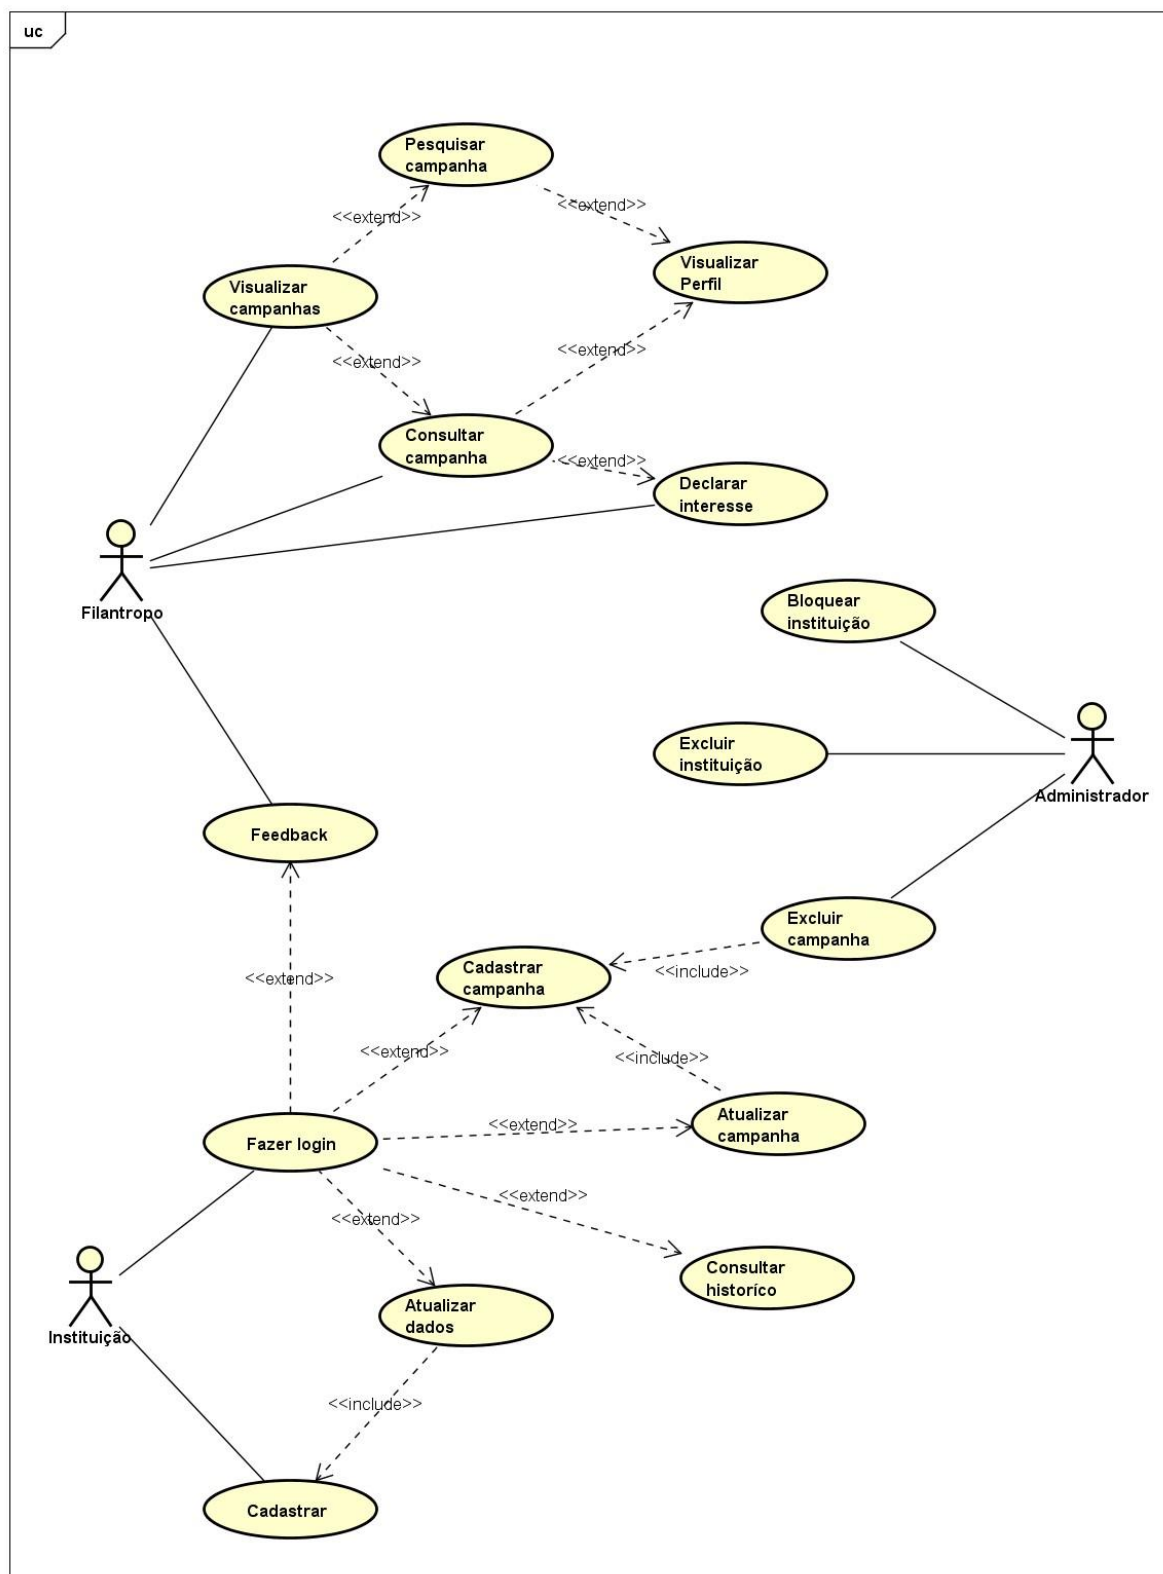 uc
Pesquisar
campanha
<<extend>>
<<extend>>
Visualizar
Perfil
Visualizar
campanhas
<<extend>>
<<extend>>
Consultar
campanha
<<extend>>
Declarar
interesse
Filantropo
Bloquear
instituição
Excluir
instituição
Administrador
Feedback
Excluir
campanha
Cadastrar
campanha
<<include>>
<<extend>>
<<extend>>
<<include>>
Atualizar
campanha
<<extend>>
Fazer login
<<extend>>
<<extend>>
Consultar
historíco
Atualizar
dados
Instituição
<<include>>
Cadastrar